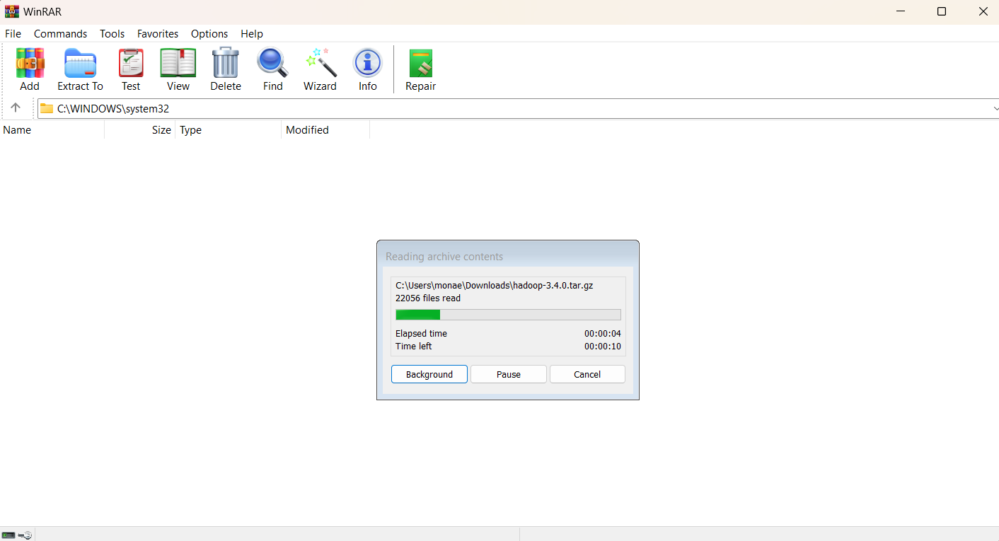 WinRAR
File Commands Tools Favorites Options Help
Add Extract To Test View Delete Find Wizard Info Repair
C:\WINDOWS\system32
Name Size Type Modified
Reading archive contents
C:\Users\monae\Downloads\hadoop-3.4.0.tar.gz
22056 files read
Elapsed time 00:00:04
Time left 00:00:10
Background Pause Cancel